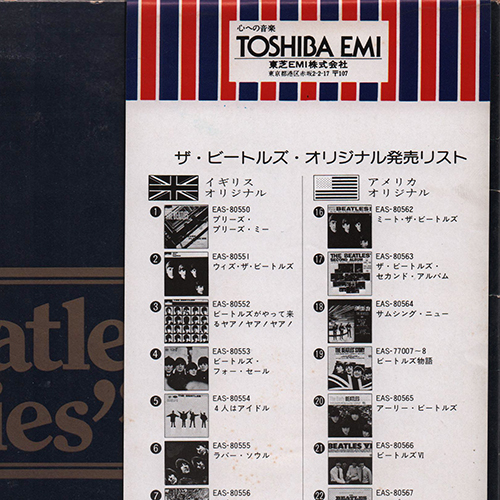 心への音楽
TOSHIBA EMI
東芝EMI株式会社
東京都港区赤坂2-2-17 〒107
ザ・ビートルズ・オリジナル発売リスト
イギリス
オリジナル
1 EAS-80550
プリーズ・
プリーズ・ミー
2 EAS-80551
ウィズ・ザ・ビートルズ
3 EAS-80552
ビートルズがやって来
るヤァ!ヤァ!ヤァ!
4 EAS-80553
ビートルズ・
フォー・セール
5 EAS-80554
4人はアイドル
6 EAS-80555
ラバー・ソウル
7 EAS-80556
アメリカ
オリジナル
16 EAS-80562
ミート・ザ・ビートルズ
17 EAS-80563
ザ・ビートルズ・
セカンド・アルバム
18 EAS-80564
サムシング・ニュー
19 EAS-77007~8
ビートルズ物語
20 EAS-80565
アーリー・ビートルズ
21 EAS-80566
ビートルズVI
22 EAS-80567
atle
ies"